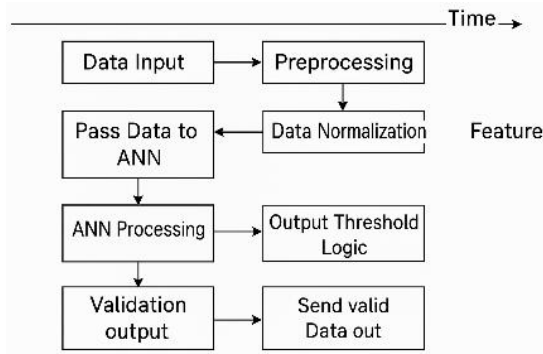 Time
Data Input
Preprocessing
Pass Data to
ANN
Data Normalization
Feature
ANN Processing
Output Threshold
Logic
Validation
output
Send valid
Data out